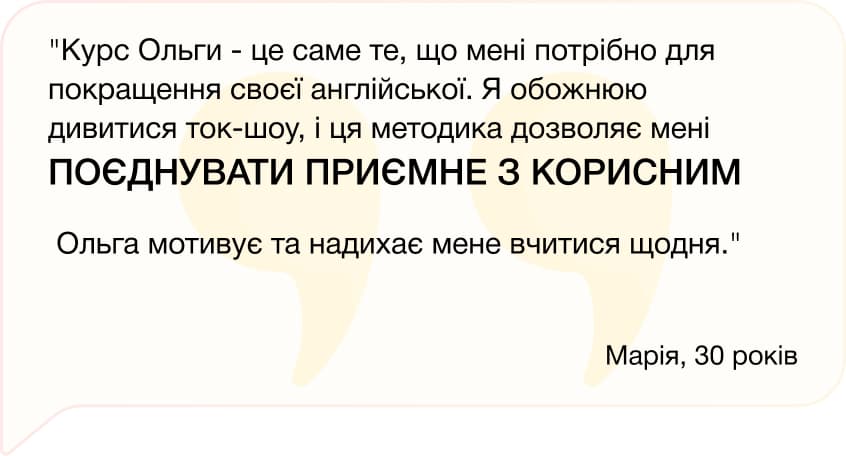 "Курс Ольги - це саме те, що мені потрібно для
покращення своєї англійської. Я обожнюю
дивитися ток-шоу, і ця методика дозволяє мені
ПОЄДНУВАТИ ПРИЄМНЕ З КОРИСНИМ
Ольга мотивує та надихає мене вчитися щодня."
Марія, 30 років